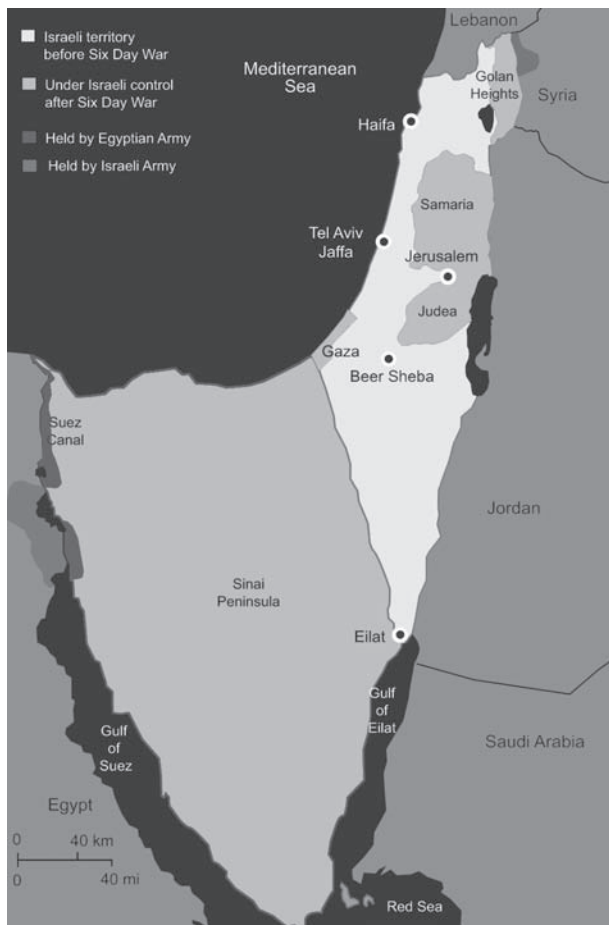 Israeli territory
before Six Day War
Under Israeli control
after Six Day War
Held by Egyptian Army
Held by Israeli Army
Lebanon
Mediterranean
Sea
Golan
Heights
Syria
Haifa
Samaria
Tel Aviv
Jaffa
Jerusalem
Judea
Gaza
Beer Sheba
Suez
Canal
Jordan
Sinai
Peninsula
Eilat
Gulf
of
Eilat
Gulf
of
Suez
Saudi Arabia
Egypt
0 40 km
0 40 mi
Red Sea